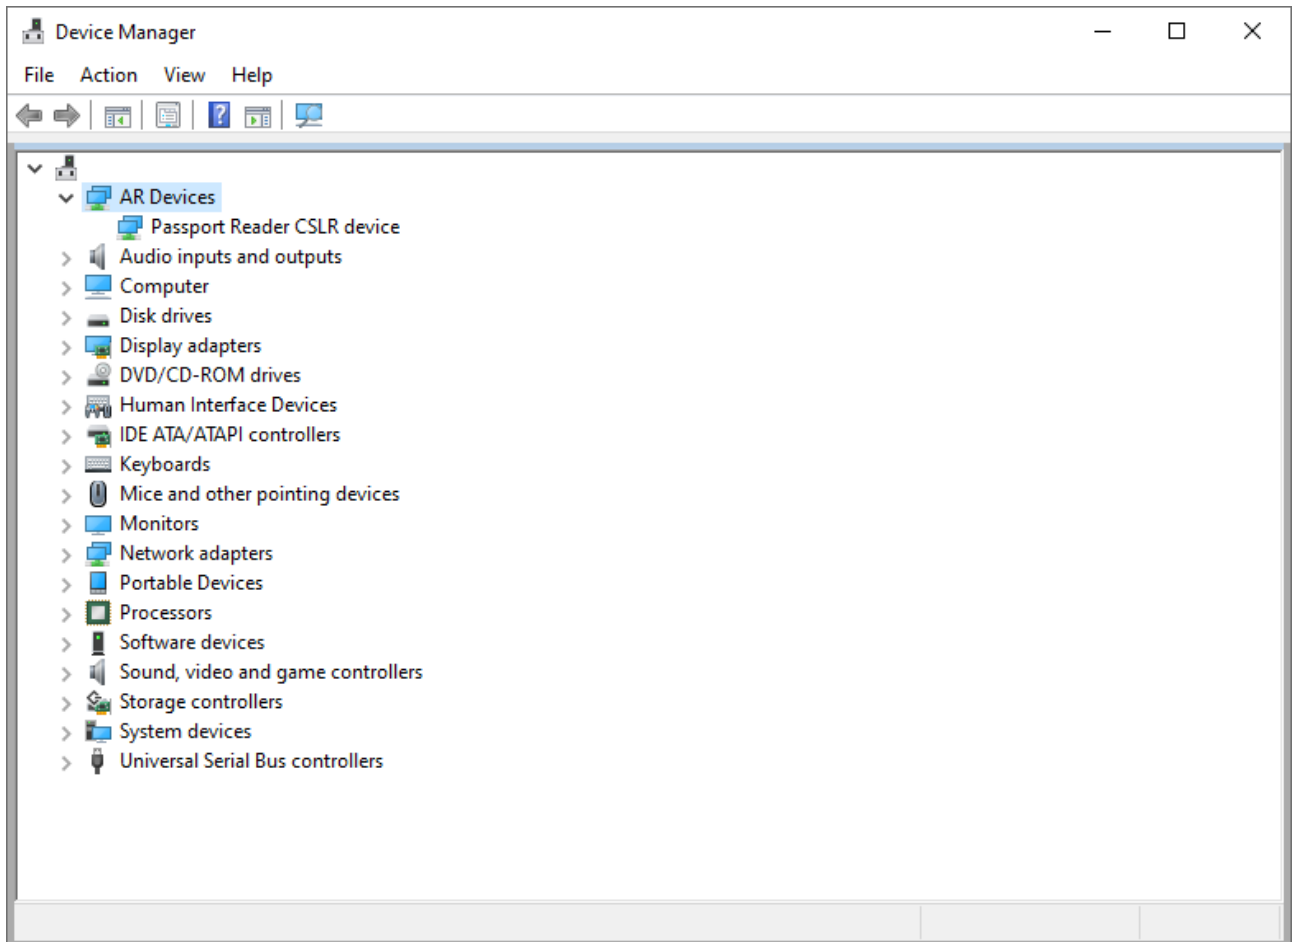 Device Manager
File Action View Help
AR Devices
Passport Reader CSLR device
Audio inputs and outputs
Computer
Disk drives
Display adapters
DVD/CD-ROM drives
Human Interface Devices
IDE ATA/ATAPI controllers
Keyboards
Mice and other pointing devices
Monitors
Network adapters
Portable Devices
Processors
Software devices
Sound, video and game controllers
Storage controllers
System devices
Universal Serial Bus controllers